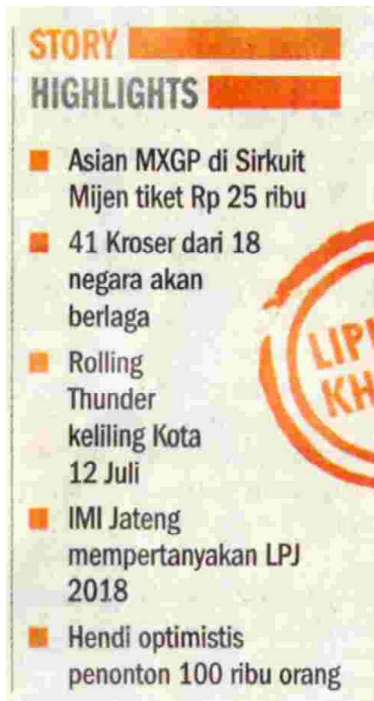 STORY
HIGHLIGHTS
Asian MXGP di Sirkuit
Mijen tiket Rp 25 ribu
41 Kroser dari 18
negara akan
berlaga
Rolling
Thunder
keliling Kota
12 Juli
IMI Jateng
mempertanyakan LPJ
2018
Hendi optimistis
penonton 100 ribu orang